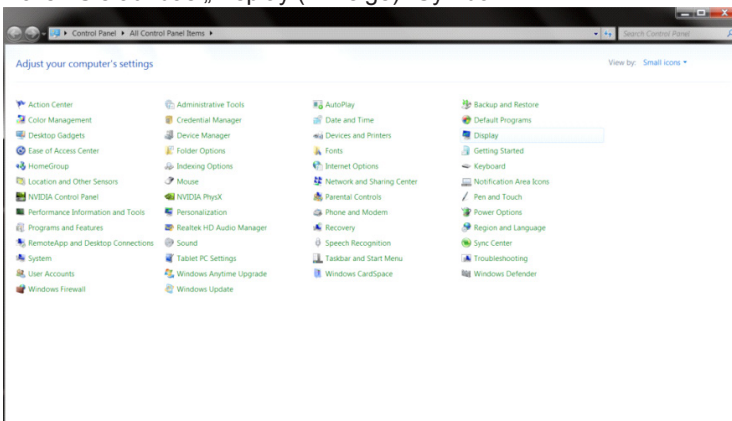 „Display (Anzeige)
Control Panel ▸ All Control Panel Items ▸
Search Control Panel
Adjust your computer's settings
View by: Small icons
Action Center
Administrative Tools
AutoPlay
Backup and Restore
Color Management
Credential Manager
Date and Time
Default Programs
Desktop Gadgets
Device Manager
Devices and Printers
Display
Ease of Access Center
Folder Options
Fonts
Getting Started
HomeGroup
Indexing Options
Internet Options
Keyboard
Location and Other Sensors
Mouse
Network and Sharing Center
Notification Area Icons
NVIDIA Control Panel
NVIDIA PhysX
Parental Controls
Pen and Touch
Performance Information and Tools
Personalization
Phone and Modem
Power Options
Programs and Features
Realtek HD Audio Manager
Recovery
Region and Language
RemoteApp and Desktop Connections
Sound
Speech Recognition
Sync Center
System
Tablet PC Settings
Taskbar and Start Menu
Troubleshooting
User Accounts
Windows Anytime Upgrade
Windows CardSpace
Windows Defender
Windows Firewall
Windows Update